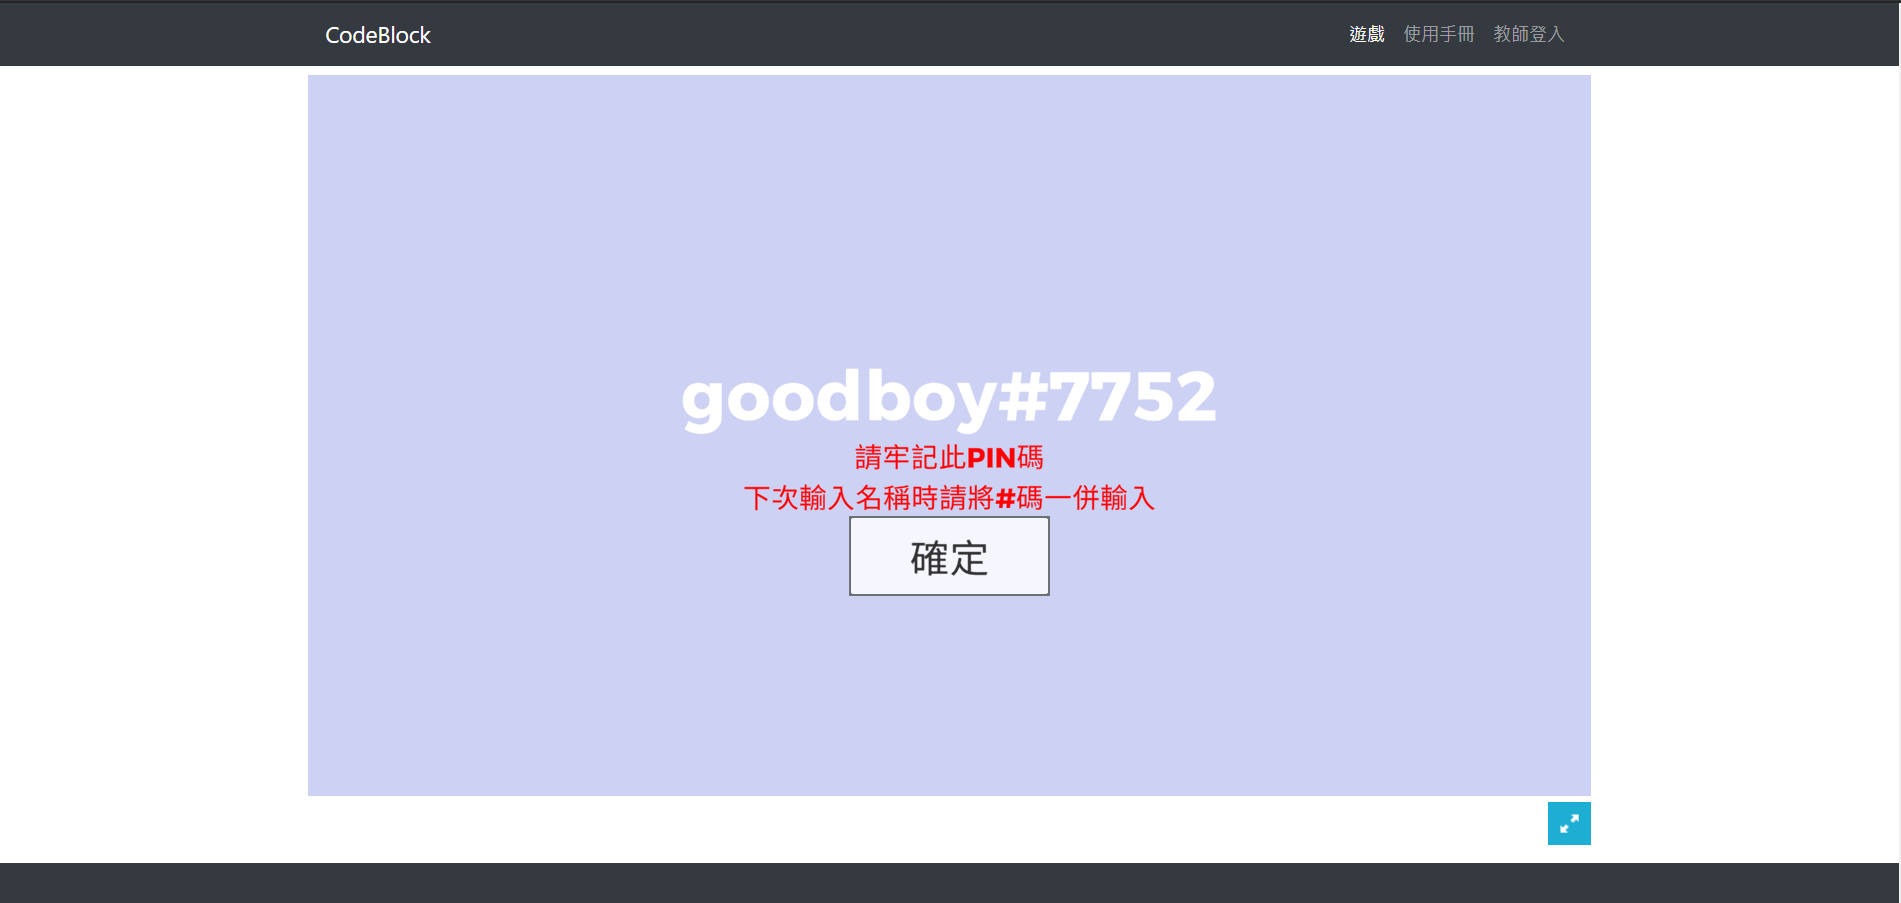 CodeBlock
遊戲 使用手冊 教師登入
goodboy#7752
請牢記此PIN碼
下次輸入名稱時請將#碼一併輸入
確定